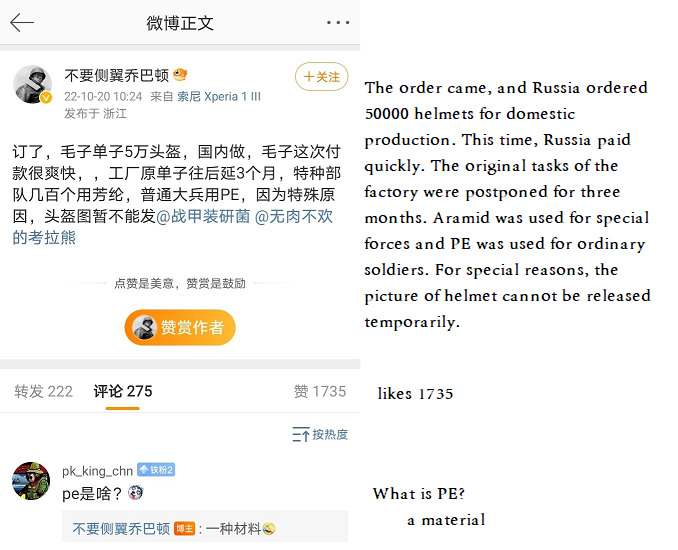 微博正文
不要侧翼乔巴顿
+关注
22-10-20 10:24 来自 索尼 Xperia 1 III
发布于 浙江
订了，毛子单子5万头盔，国内做，毛子这次付
款很爽快，，工厂原单子往后延3个月，特种部
队几百个用芳纶，普通大兵用PE，因为特殊原
因，头盔图暂不能发@战甲装研菌 @无肉不欢
的考拉熊
点赞是美意，赞赏是鼓励
赞赏作者
转发 222 评论 275 赞 1735
按热度
pk_king_chn 铁粉2
pe是啥？
不要侧翼乔巴顿 博主：一种材料
The order came, and Russia ordered
50000 helmets for domestic
production. This time, Russia paid
quickly. The original tasks of the
factory were postponed for three
months. Aramid was used for special
forces and PE was used for ordinary
soldiers. For special reasons, the
picture of helmet cannot be released
temporarily.
likes 1735
What is PE?
a material